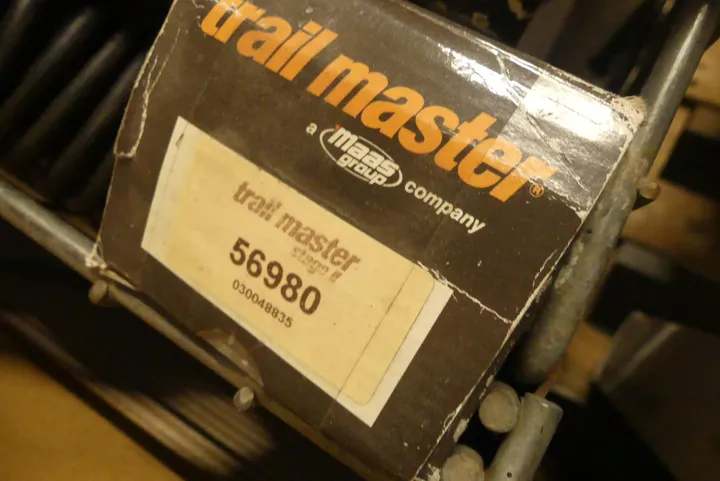 trail master®
a maas group company
trail master
stage II
56980
030048835